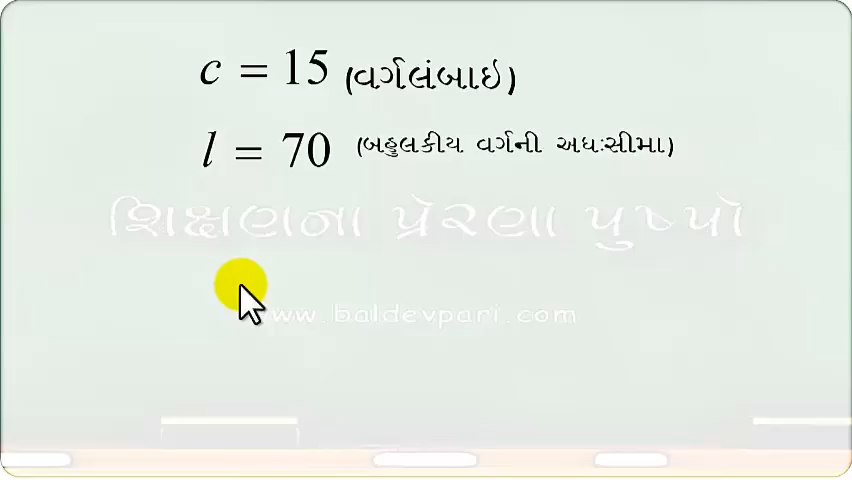 c = 15 (વર્ગલંબાઇ)
l = 70 (બહુલકીય વર્ગની અધઃસીમા)
શિક્ષણના પ્રેરણા પુષ્પો
www.baldevpari.com